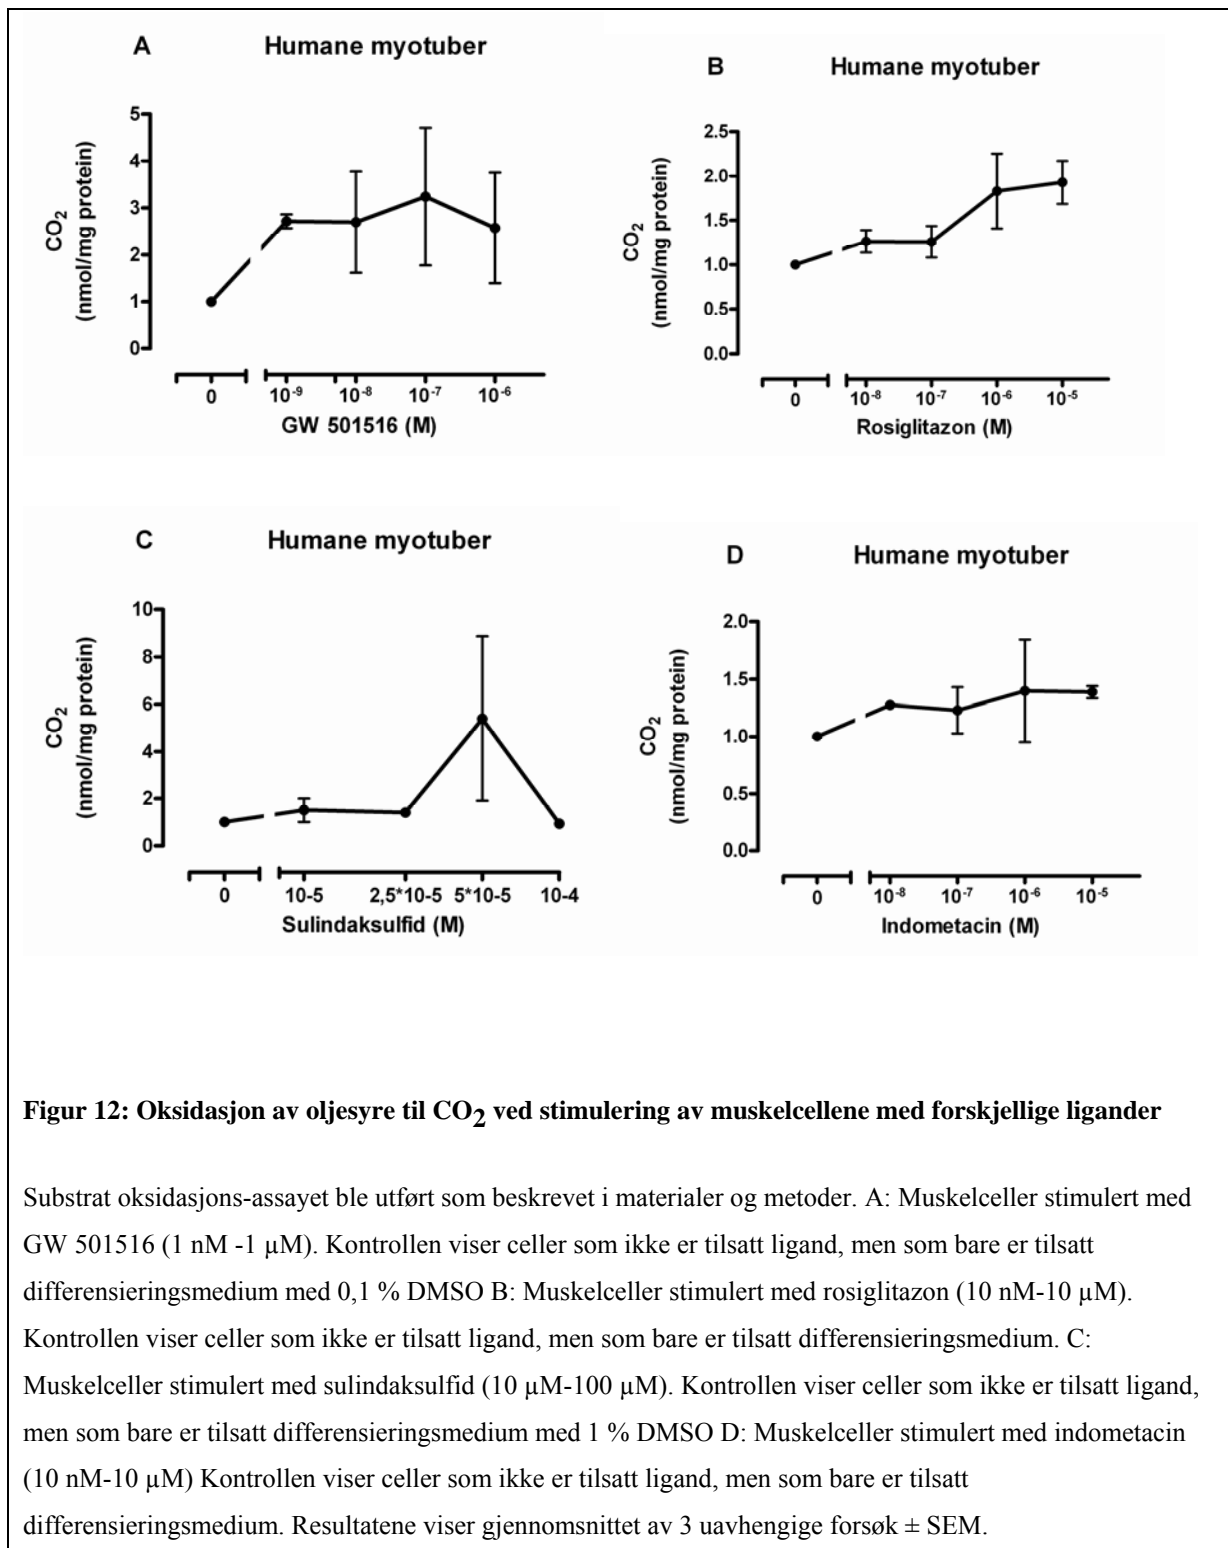 A
Humane myotuber
CO2
(nmol/mg protein)
5
4
3
2
1
0
0 10-9 10-8 10-7 10-6
GW 501516 (M)
B
Humane myotuber
CO2
(nmol/mg protein)
2.5
2.0
1.5
1.0
0.5
0.0
0 10-8 10-7 10-6 10-5
Rosiglitazon (M)
C
Humane myotuber
CO2
(nmol/mg protein)
10
8
6
4
2
0
0 10-5 2,5*10-5 5*10-5 10-4
Sulindaksulfid (M)
D
Humane myotuber
CO2
(nmol/mg protein)
2.0
1.5
1.0
0.5
0.0
0 10-8 10-7 10-6 10-5
Indometacin (M)
Figur 12: Oksidasjon av oljesyre til CO2 ved stimulering av muskelcellene med forskjellige ligander
Substrat oksidasjons-assayet ble utført som beskrevet i materialer og metoder. A: Muskelceller stimulert med
GW 501516 (1 nM -1 µM). Kontrollen viser celler som ikke er tilsatt ligand, men som bare er tilsatt
differensieringsmedium med 0,1 % DMSO B: Muskelceller stimulert med rosiglitazon (10 nM-10 µM).
Kontrollen viser celler som ikke er tilsatt ligand, men som bare er tilsatt differensieringsmedium. C:
Muskelceller stimulert med sulindaksulfid (10 µM-100 µM). Kontrollen viser celler som ikke er tilsatt ligand,
men som bare er tilsatt differensieringsmedium med 1 % DMSO D: Muskelceller stimulert med indometacin
(10 nM-10 µM) Kontrollen viser celler som ikke er tilsatt ligand, men som bare er tilsatt
differensieringsmedium. Resultatene viser gjennomsnittet av 3 uavhengige forsøk ± SEM.